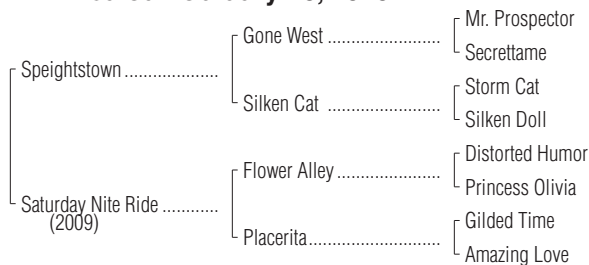 Mr. Prospector
Gone West
Secrettame
Speightstown
Storm Cat
Silken Cat
Silken Doll
Distorted Humor
Flower Alley
Princess Olivia
Saturday Nite Ride
(2009)
Gilded Time
Placerita
Amazing Love